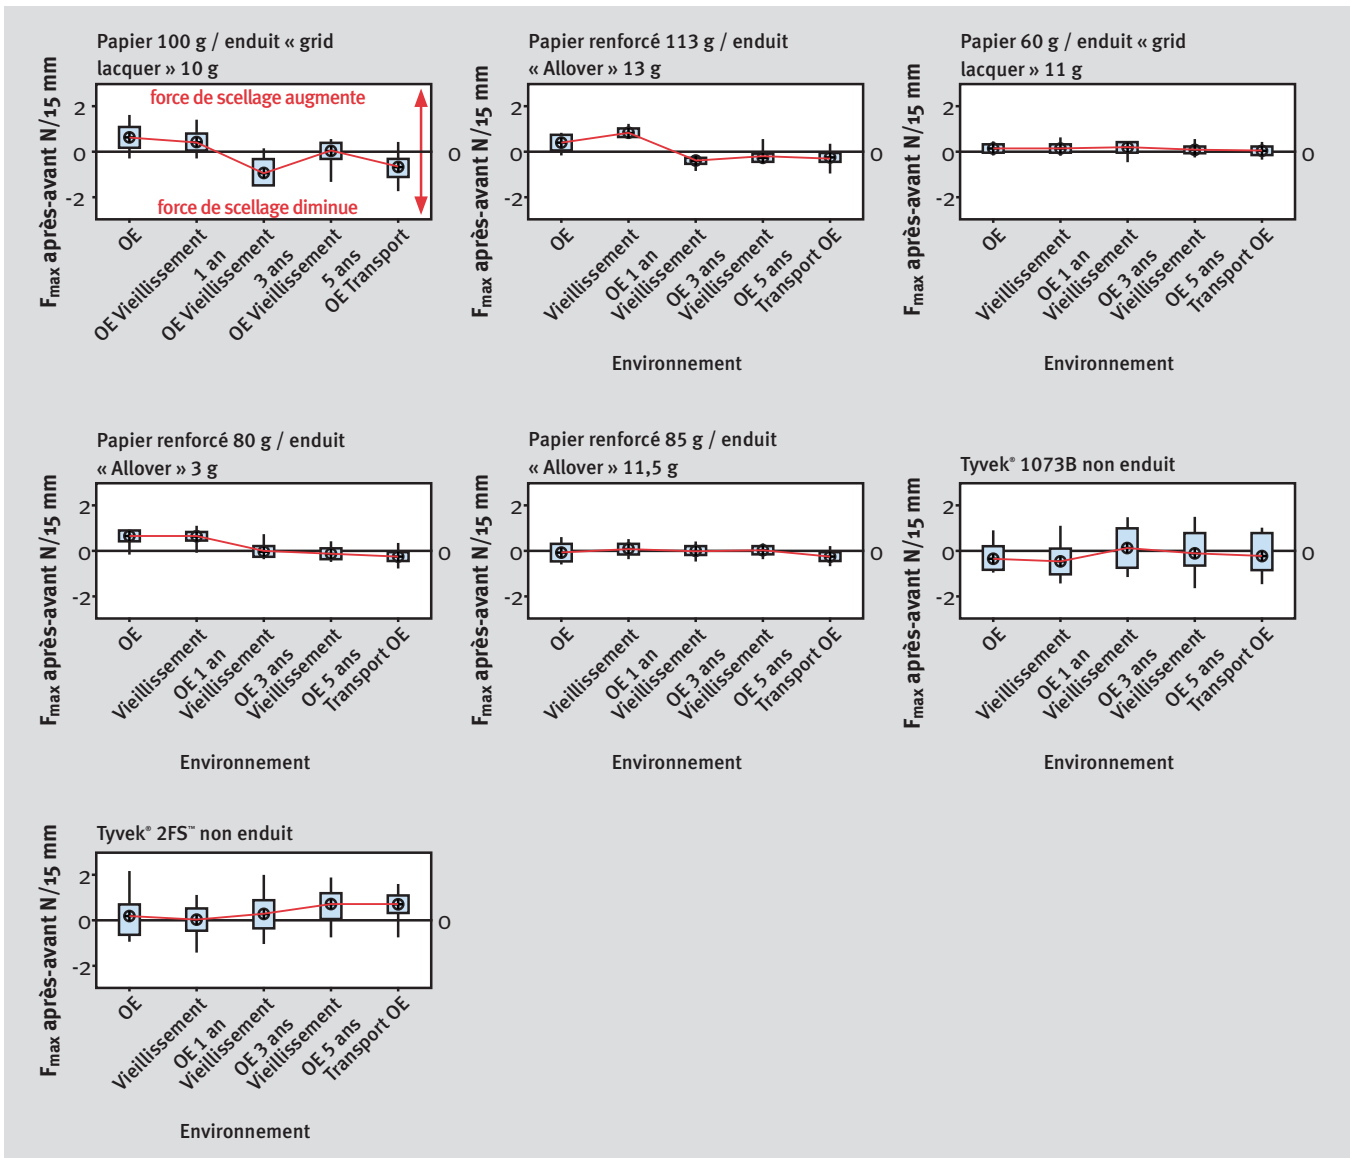 Papier 100 g / enduit « grid
lacquer » 10 g
Fmax après-avant N/15 mm
2
0
-2
force de scellage augmente
force de scellage diminue
0
OE
OE Vieillissement
1 an
OE Vieillissement
3 ans
OE Vieillissement
5 ans
OE Transport
Papier renforcé 113 g / enduit
« Allover » 13 g
Fmax après-avant N/15 mm
2
0
-2
0
OE
Vieillissement
OE 1 an
Vieillissement
OE 3 ans
Vieillissement
OE 5 ans
Transport OE
Environnement
Papier 60 g / enduit « grid
lacquer » 11 g
Fmax après-avant N/15 mm
2
0
-2
0
OE
Vieillissement
OE 1 an
Vieillissement
OE 3 ans
Vieillissement
OE 5 ans
Transport OE
Environnement
Papier renforcé 80 g / enduit
« Allover » 3 g
Fmax après-avant N/15 mm
2
0
-2
0
OE
Vieillissement
OE 1 an
Vieillissement
OE 3 ans
Vieillissement
OE 5 ans
Transport OE
Environnement
Papier renforcé 85 g / enduit
« Allover » 11,5 g
Fmax après-avant N/15 mm
2
0
-2
0
OE
Vieillissement
OE 1 an
Vieillissement
OE 3 ans
Vieillissement
OE 5 ans
Transport OE
Environnement
Tyvek® 1073B non enduit
Fmax après-avant N/15 mm
2
0
-2
0
OE
Vieillissement
OE 1 an
Vieillissement
OE 3 ans
Vieillissement
OE 5 ans
Transport OE
Environnement
Tyvek® 2FS™ non enduit
Fmax après-avant N/15 mm
2
0
-2
0
OE
Vieillissement
OE 1 an
Vieillissement
OE 3 ans
Vieillissement
OE 5 ans
Transport OE
Environnement